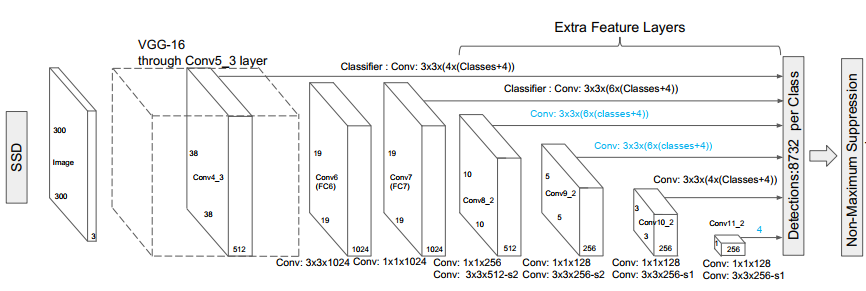 Extra Feature Layers
VGG-16
through Conv5_3 layer
Classifier : Conv: 3x3x(4x(Classes+4))
Classifier : Conv: 3x3x(6x(Classes+4))
Conv: 3x3x(6x(classes+4))
Conv: 3x3x(6x(classes+4))
Conv: 3x3x(4x(Classes+4))
4
SSD
300
Image
300
3
38
Conv4_3
38
512
19
Conv6
(FC6)
19
1024
19
Conv7
(FC7)
19
1024
10
Conv8_2
10
512
5
Conv9_2
5
256
3
Conv10_2
3
256
Conv11_2
1
256
Detections:8732 per Class
Non-Maximum Suppression
Conv: 3x3x1024
Conv: 1x1x1024
Conv: 1x1x256
Conv: 3x3x512-s2
Conv: 1x1x128
Conv: 3x3x256-s2
Conv: 1x1x128
Conv: 3x3x256-s1
Conv: 1x1x128
Conv: 3x3x256-s1